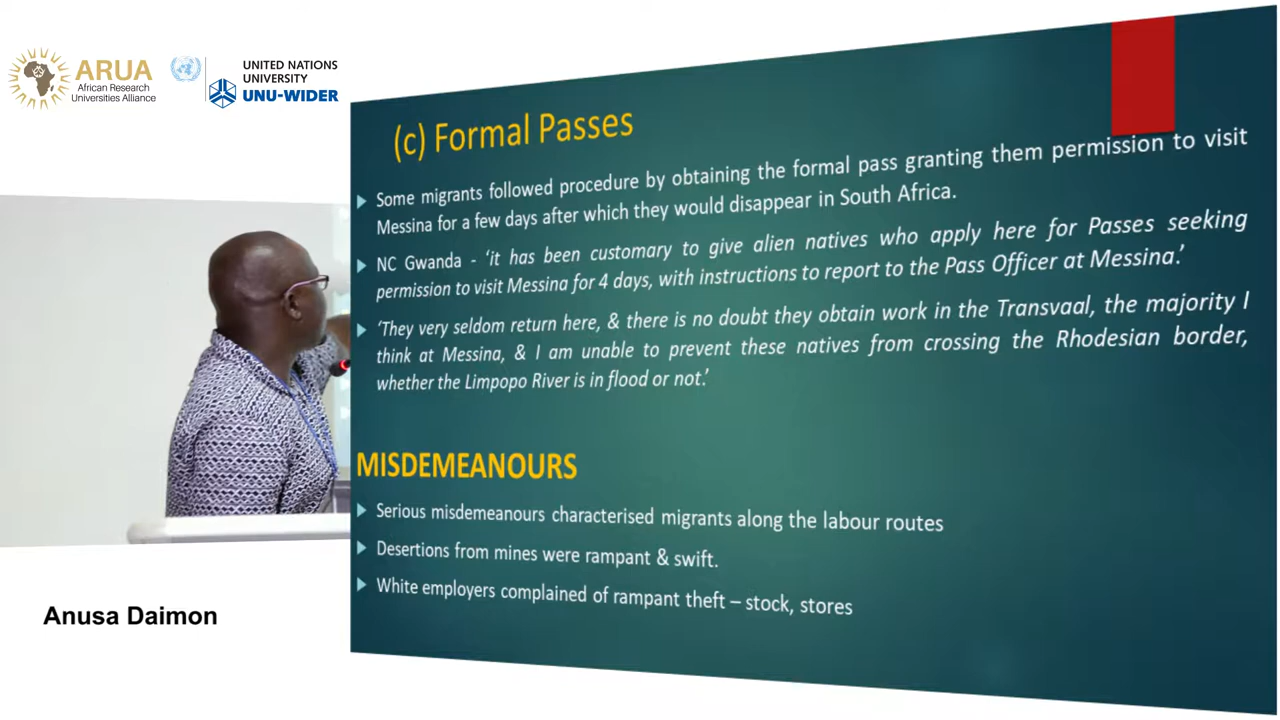 ARUA
African Research
Universities Alliance
UNITED NATIONS
UNIVERSITY
UNU-WIDER
(c) Formal Passes
Some migrants followed procedure by obtaining the formal pass granting them permission to visit
Messina for a few days after which they would disappear in South Africa.
NC Gwanda - ‘it has been customary to give alien natives who apply here for Passes seeking
permission to visit Messina for 4 days, with instructions to report to the Pass Officer at Messina.’
‘They very seldom return here, & there is no doubt they obtain work in the Transvaal, the majority I
think at Messina, & I am unable to prevent these natives from crossing the Rhodesian border,
whether the Limpopo River is in flood or not.’
MISDEMEANOURS
Serious misdemeanours characterised migrants along the labour routes
Desertions from mines were rampant & swift.
White employers complained of rampant theft – stock, stores
Anusa Daimon